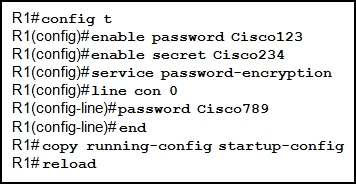 R1#config t
R1(config)#enable password Cisco123
R1(config)#enable secret Cisco234
R1(config)#service password-encryption
R1(config)#line con 0
R1(config-line)#password Cisco789
R1(config-line)#end
R1#copy running-config startup-config
R1#reload